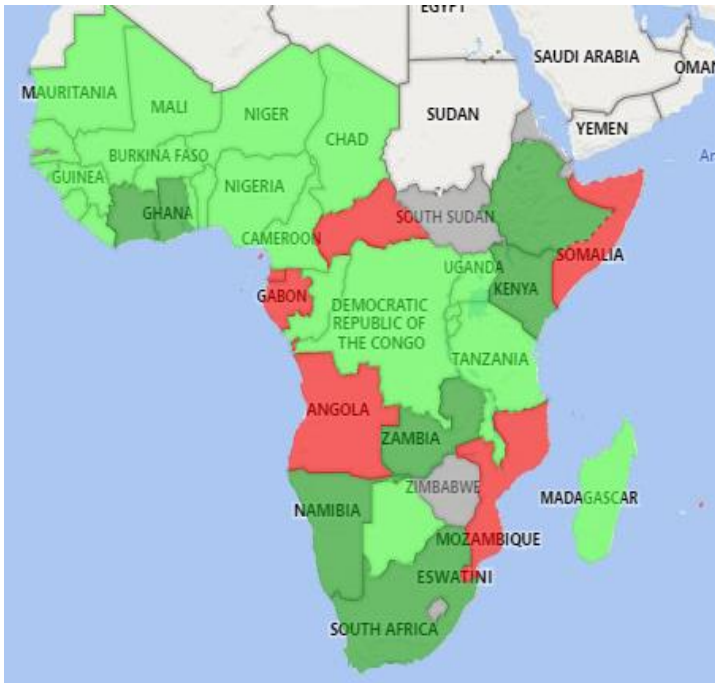 EGYPT
SAUDI ARABIA
OMAN
MAURITANIA
MALI
NIGER
CHAD
SUDAN
YEMEN
Ar
BURKINA FASO
GUINEA
NIGERIA
GHANA
SOUTH SUDAN
CAMEROON
UGANDA
SOMALIA
GABON
KENYA
DEMOCRATIC
REPUBLIC OF
THE CONGO
TANZANIA
ANGOLA
ZAMBIA
ZIMBABWE
MADAGASCAR
NAMIBIA
MOZAMBIQUE
ESWATINI
SOUTH AFRICA